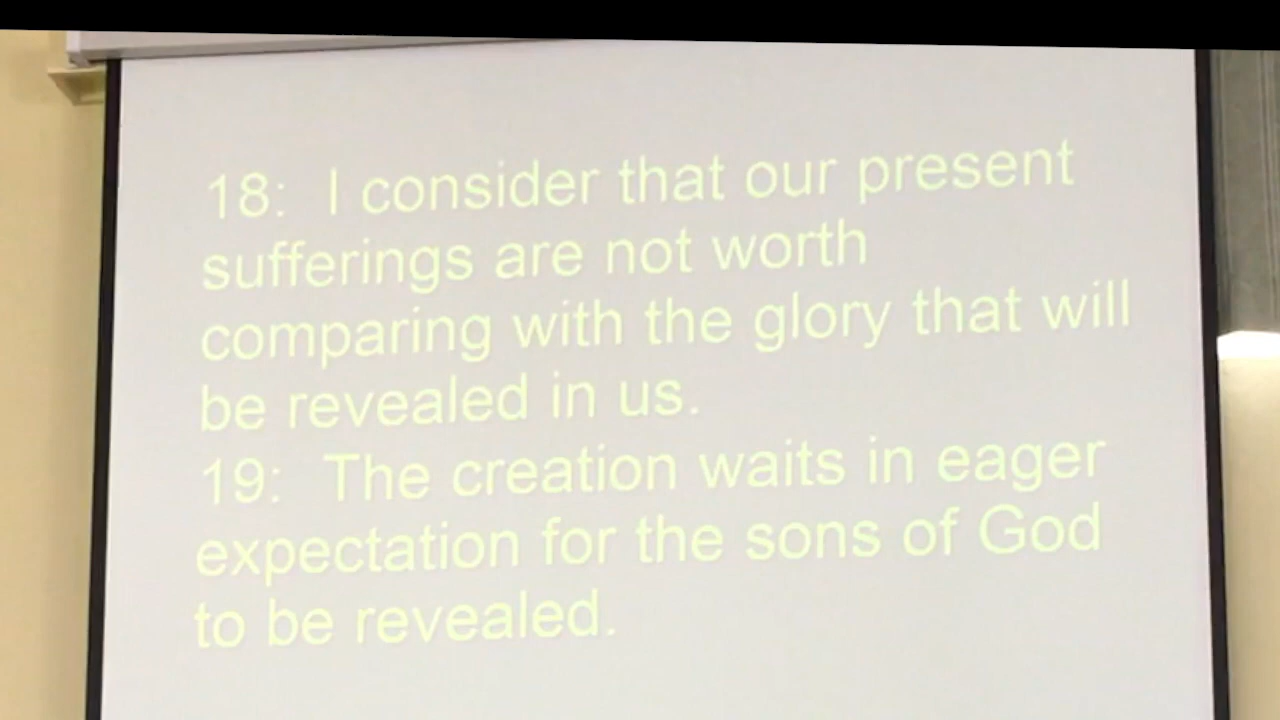 18:  I consider that our present
sufferings are not worth
comparing with the glory that will
be revealed in us.
19:  The creation waits in eager
expectation for the sons of God
to be revealed.